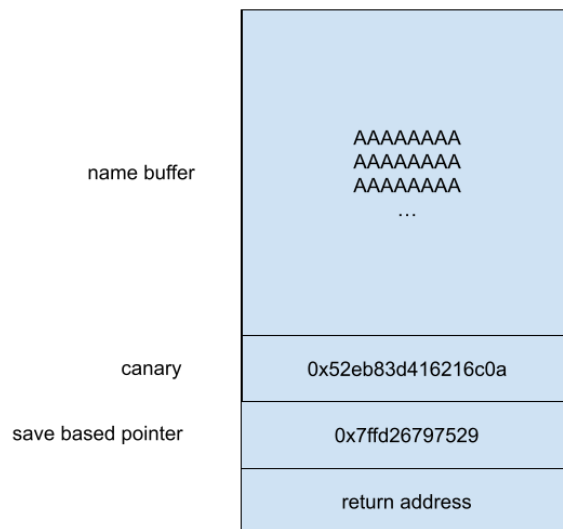 AAAAAAAA
AAAAAAAA
name buffer
AAAAAAAA
...
canary
0x52eb83d416216c0a
save based pointer
0x7ffd26797529
return address